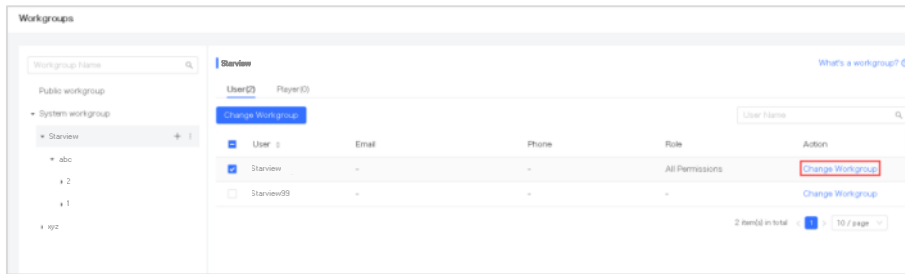 Workgroups
Workgroup Name
Public workgroup
System workgroup
Starview
abc
2
1
xyz
Starview
What's a workgroup?
User(2) Player(0)
Change Workgroup
User Name
User Email Phone Role Action
Starview - - All Permissions Change Workgroup
Starview99 - - - Change Workgroup
2 item(s) in total < 1 > 10 / page